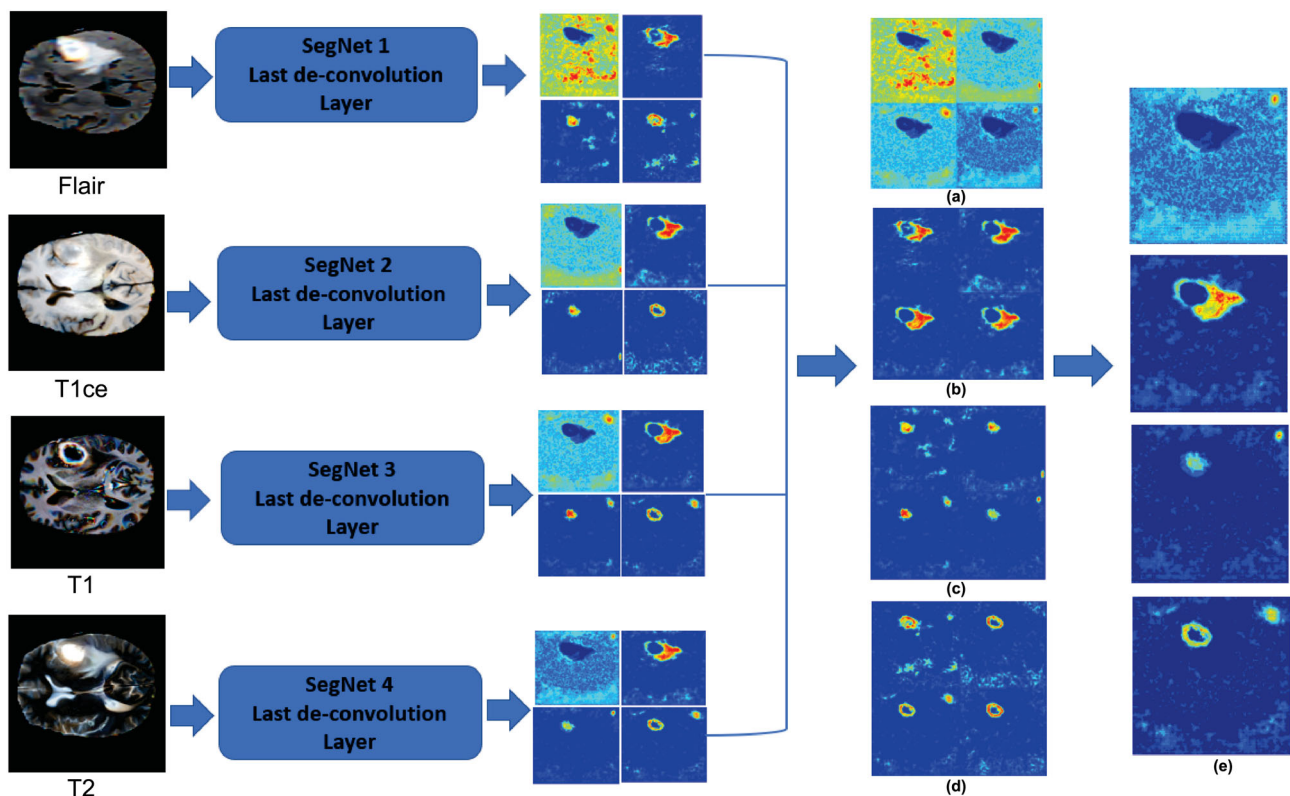 SegNet 1
Last de-convolution
Layer
Flair
(a)
SegNet 2
Last de-convolution
Layer
T1ce
(b)
SegNet 3
Last de-convolution
Layer
T1
(c)
SegNet 4
Last de-convolution
Layer
T2
(d)
(e)